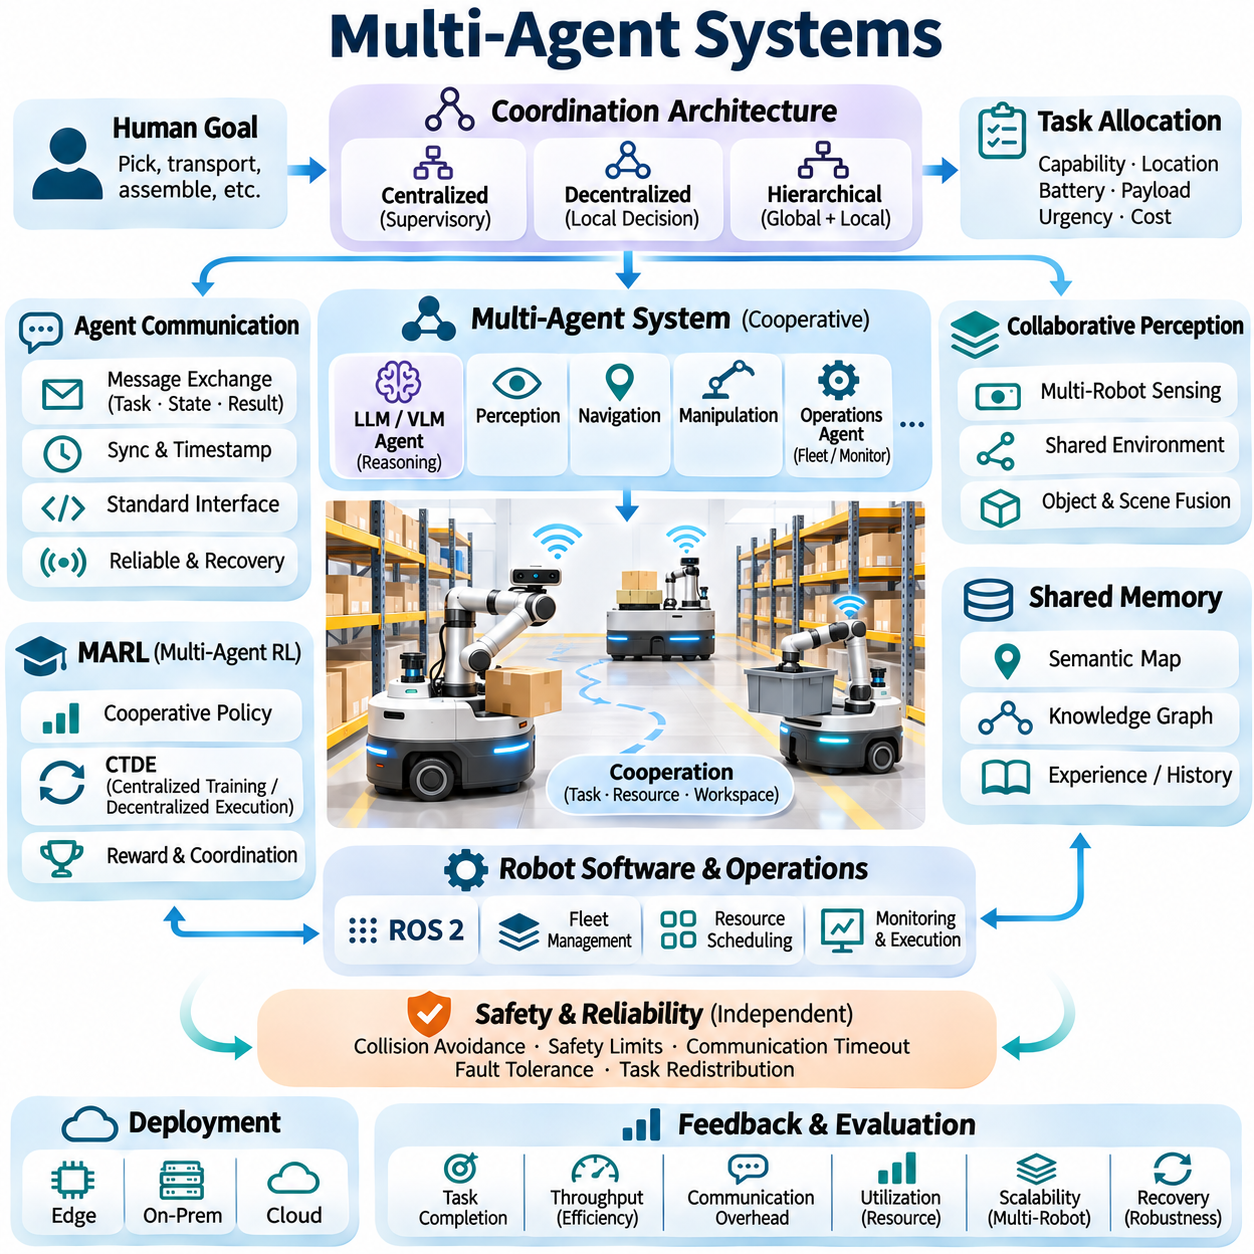 Multi-Agent Systems
Human Goal
Pick, transport,
assemble, etc.
Coordination Architecture
Centralized
(Supervisory)
Decentralized
(Local Decision)
Hierarchical
(Global + Local)
Task Allocation
Capability · Location
Battery · Payload
Urgency · Cost
Agent Communication
Message Exchange
(Task · State · Result)
Sync & Timestamp
Standard Interface
Reliable & Recovery
Multi-Agent System (Cooperative)
LLM / VLM
Agent
(Reasoning)
Perception
Navigation
Manipulation
Operations
Agent
(Fleet / Monitor)
...
Collaborative Perception
Multi-Robot Sensing
Shared Environment
Object & Scene Fusion
MARL (Multi-Agent RL)
Cooperative Policy
CTDE
(Centralized Training /
Decentralized Execution)
Reward & Coordination
Cooperation
(Task · Resource · Workspace)
Shared Memory
Semantic Map
Knowledge Graph
Experience / History
Robot Software & Operations
ROS 2
Fleet
Management
Resource
Scheduling
Monitoring
& Execution
Safety & Reliability (Independent)
Collision Avoidance · Safety Limits · Communication Timeout
Fault Tolerance · Task Redistribution
Deployment
Edge
On-Prem
Cloud
Feedback & Evaluation
Task
Completion
Throughput
(Efficiency)
Communication
Overhead
Utilization
(Resource)
Scalability
(Multi-Robot)
Recovery
(Robustness)